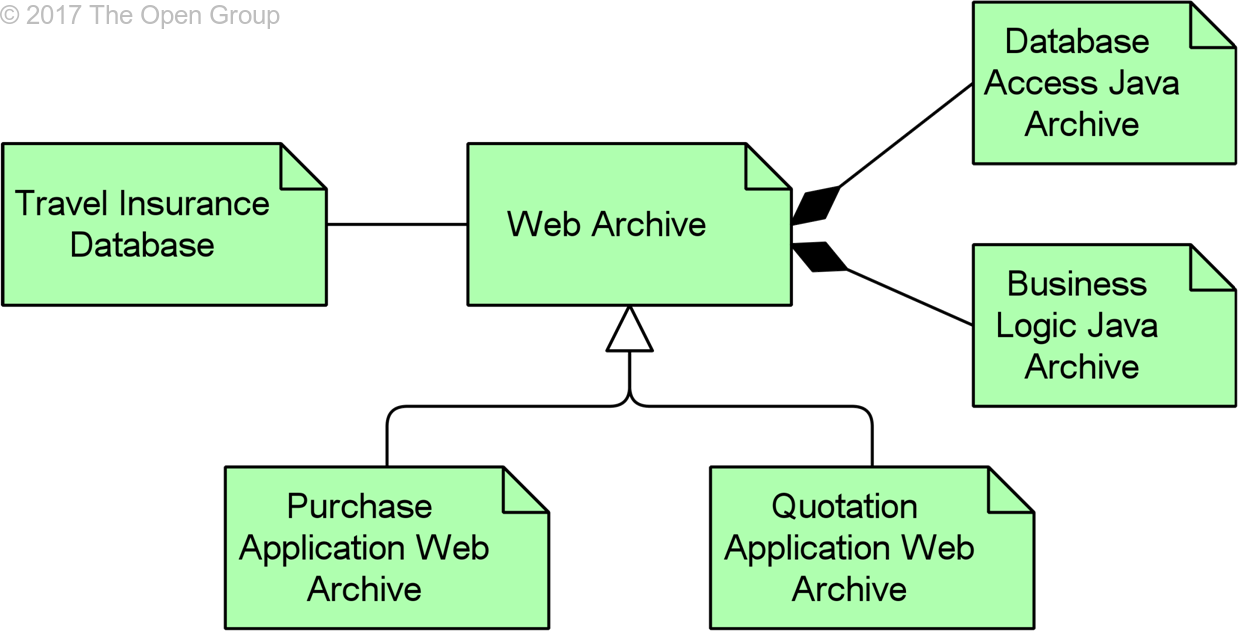 © 2017 The Open Group
Database
Access Java
Archive
Travel Insurance
Database
Web Archive
Business
Logic Java
Archive
Purchase
Application Web
Archive
Quotation
Application Web
Archive